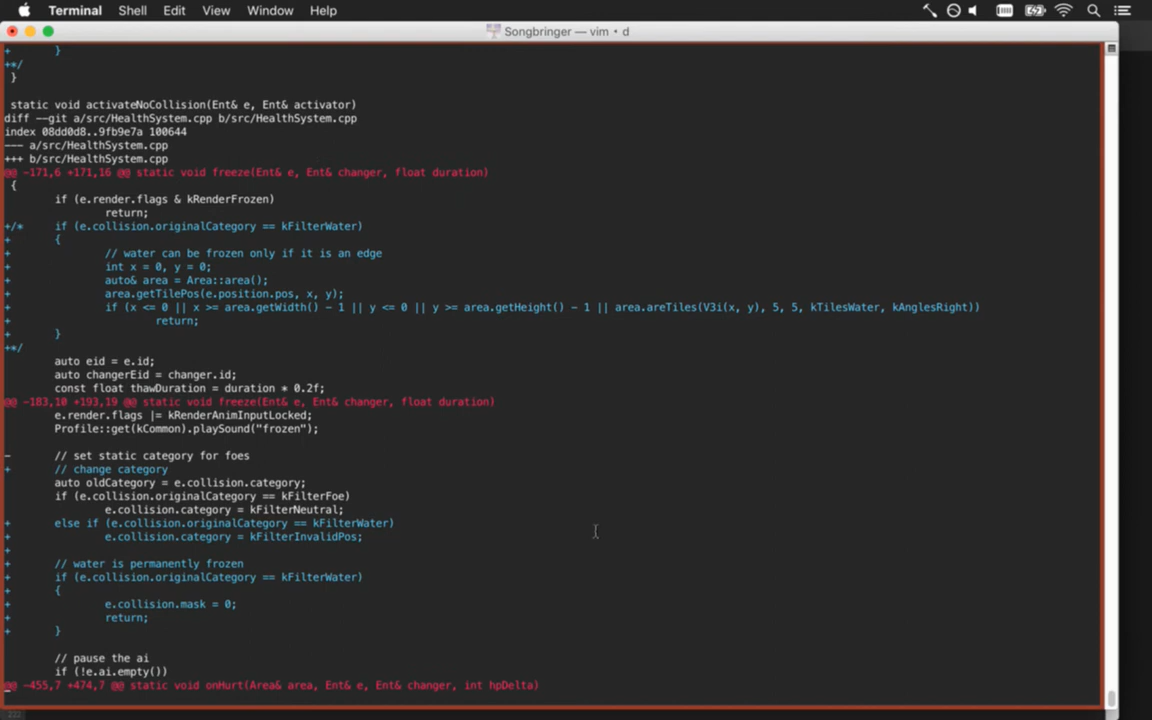 Terminal Shell Edit View Window Help
Songbringer — vim • d
+ }
+**/
}
static void activateNoCollision(Ent& e, Ent& activator)
diff --git a/src/HealthSystem.cpp b/src/HealthSystem.cpp
index 08dd0d8..9fb9e7a 100644
--- a/src/HealthSystem.cpp
+++ b/src/HealthSystem.cpp
@@ -171,6 +171,16 @@ static void freeze(Ent& e, Ent& changer, float duration)
{
if (e.render.flags & kRenderFrozen)
return;
+/* if (e.collision.originalCategory == kFilterWater)
+ {
+ // water can be frozen only if it is an edge
+ int x = 0, y = 0;
+ auto& area = Area::area();
+ area.getTilePos(e.position.pos, x, y);
+ if (x <= 0 || x >= area.getWidth() - 1 || y <= 0 || y >= area.getHeight() - 1 || area.areTiles(V3i(x, y), 5, 5, kTilesWater, kAnglesRight))
+ return;
+ }
+**/
auto eid = e.id;
auto changerEid = changer.id;
const float thawDuration = duration * 0.2f;
@@ -183,10 +193,19 @@ static void freeze(Ent& e, Ent& changer, float duration)
e.render.flags |= kRenderAnimInputLocked;
Profile::get(kCommon).playSound("frozen");
- // set static category for foes
+ // change category
auto oldCategory = e.collision.category;
if (e.collision.originalCategory == kFilterFoe)
e.collision.category = kFilterNeutral;
+ else if (e.collision.originalCategory == kFilterWater)
+ e.collision.category = kFilterInvalidPos;
+
+ // water is permanently frozen
+ if (e.collision.originalCategory == kFilterWater)
+ {
+ e.collision.mask = 0;
+ return;
+ }
// pause the ai
if (!e.ai.empty())
@@ -455,7 +474,7 @@ static void onHurt(Area& area, Ent& e, Ent& changer, int hpDelta)